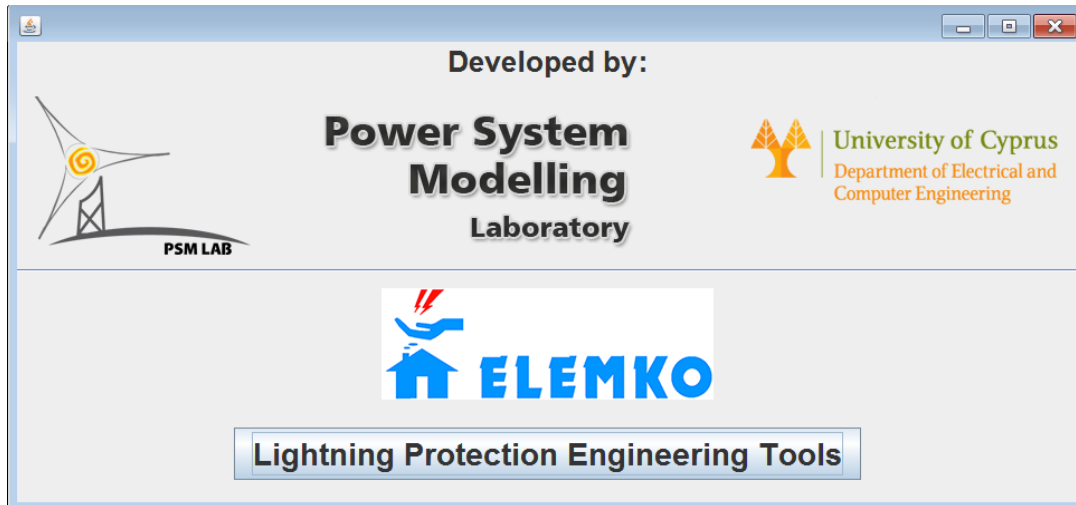 Developed by:
PSM LAB
Power System
Modelling
Laboratory
University of Cyprus
Department of Electrical and
Computer Engineering
ELEMKO
Lightning Protection Engineering Tools